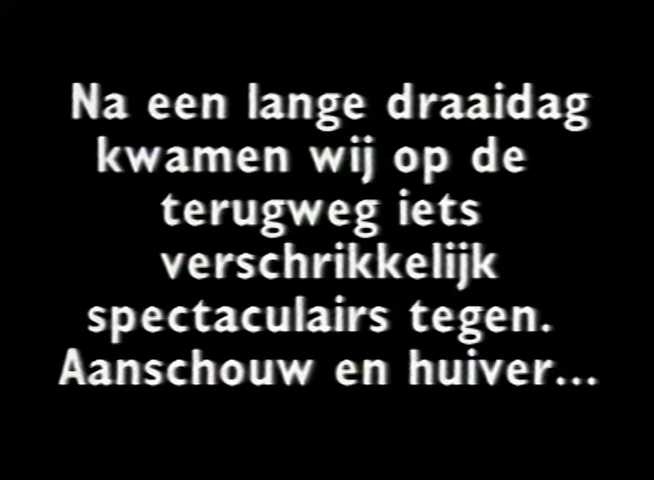 Na een lange draaidag
kwamen wij op de
terugweg iets
verschrikkelijk
spectaculairs tegen.
Aanschouw en huiver...